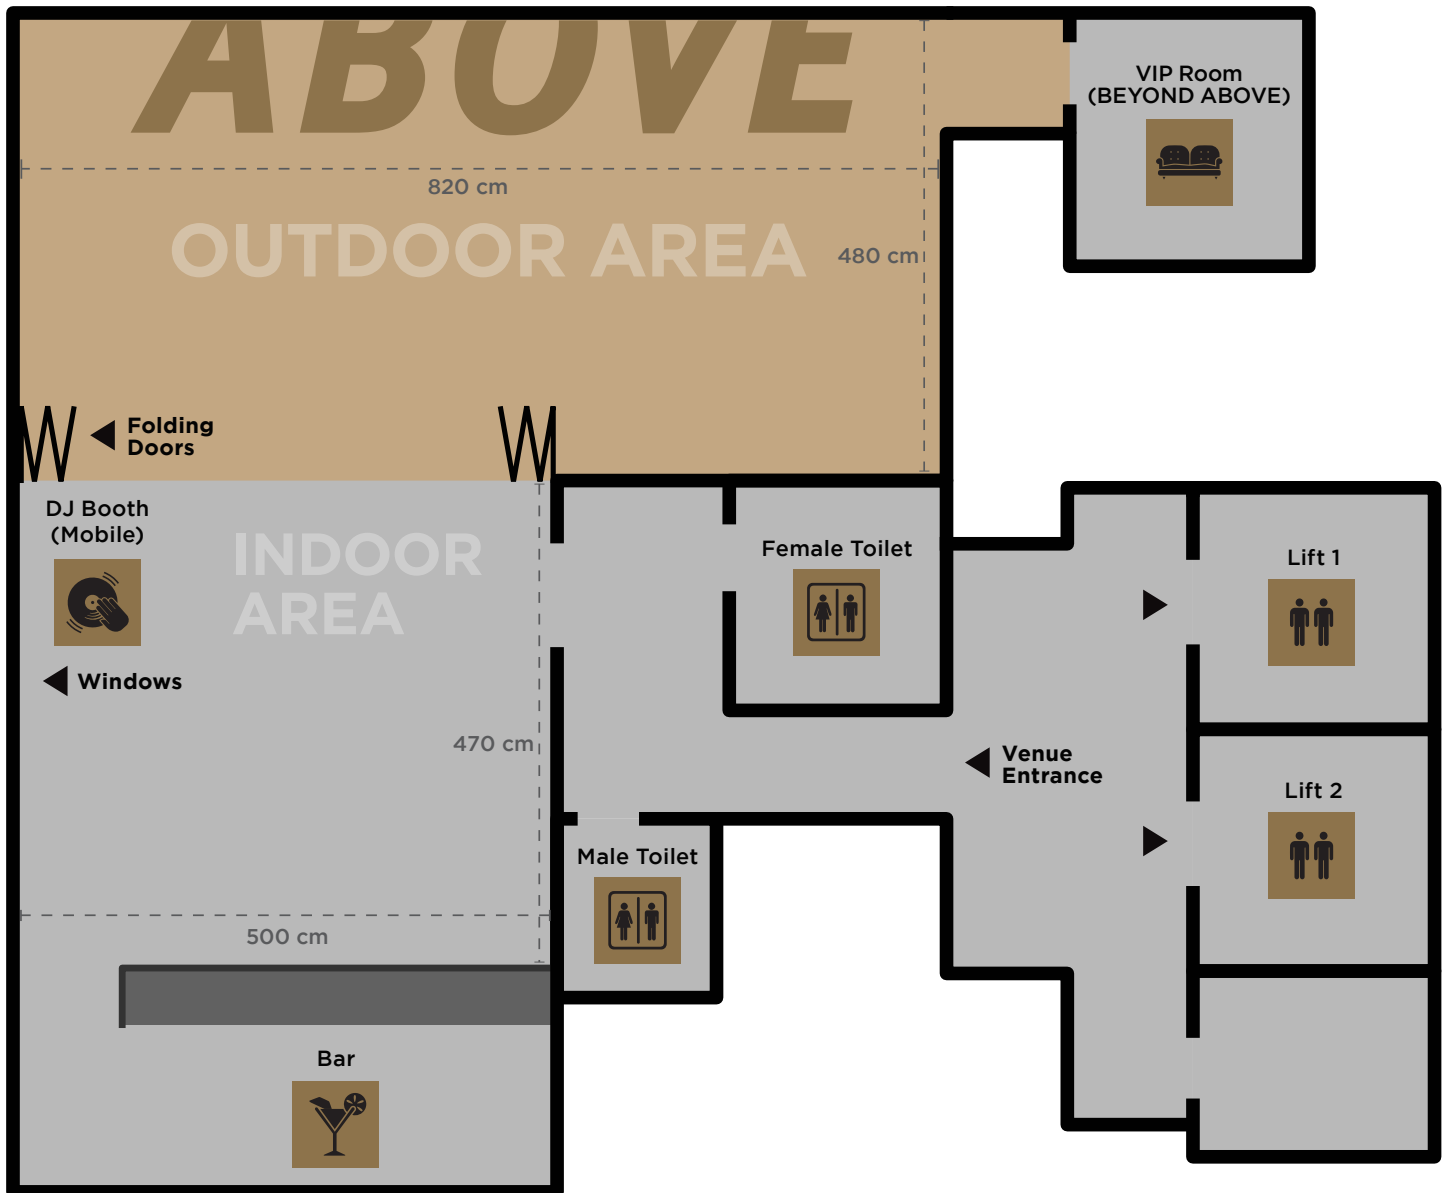 ABOVE
VIP Room
(BEYOND ABOVE)
820 cm
OUTDOOR AREA
480 cm
Folding
Doors
DJ Booth
(Mobile)
INDOOR
AREA
Windows
470 cm
Female Toilet
Lift 1
Venue
Entrance
Lift 2
Male Toilet
500 cm
Bar